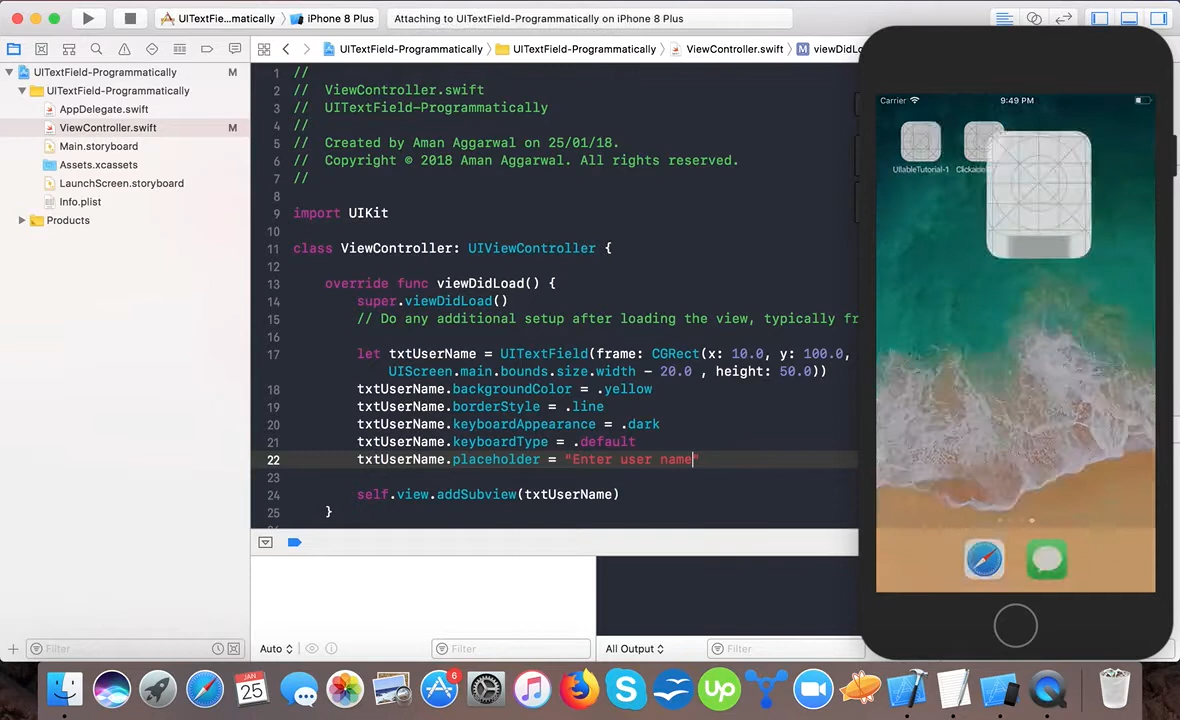 UITextFie...matically
iPhone 8 Plus
Attaching to UITextField-Programmatically on iPhone 8 Plus
UITextField-Programmatically
M
UITextField-Programmatically
AppDelegate.swift
ViewController.swift
M
Main.storyboard
Assets.xcassets
LaunchScreen.storyboard
Info.plist
Products
Filter
UITextField-Programmatically
UITextField-Programmatically
ViewController.swift
M
1 //
2 // ViewController.swift
3 // UITextField-Programmatically
4 //
5 // Created by Aman Aggarwal on 25/01/18.
6 // Copyright © 2018 Aman Aggarwal. All rights reserved.
7 //
8
9 import UIKit
10
11 class ViewController: UIViewController {
12
13 override func viewDidLoad() {
14 super.viewDidLoad()
15 // Do any additional setup after loading the view, typically fr
16
17 let txtUserName = UITextField(frame: CGRect(x: 10.0, y: 100.0,
UIScreen.main.bounds.size.width - 20.0 , height: 50.0))
18 txtUserName.backgroundColor = .yellow
19 txtUserName.borderStyle = .line
20 txtUserName.keyboardAppearance = .dark
21 txtUserName.keyboardType = .default
22 txtUserName.placeholder = "Enter user name"
23
24 self.view.addSubview(txtUserName)
25 }
Auto
Filter
All Output
Filter
Carrier
9:49 PM
UIlableTutorial-1
JAN
25
6
Up